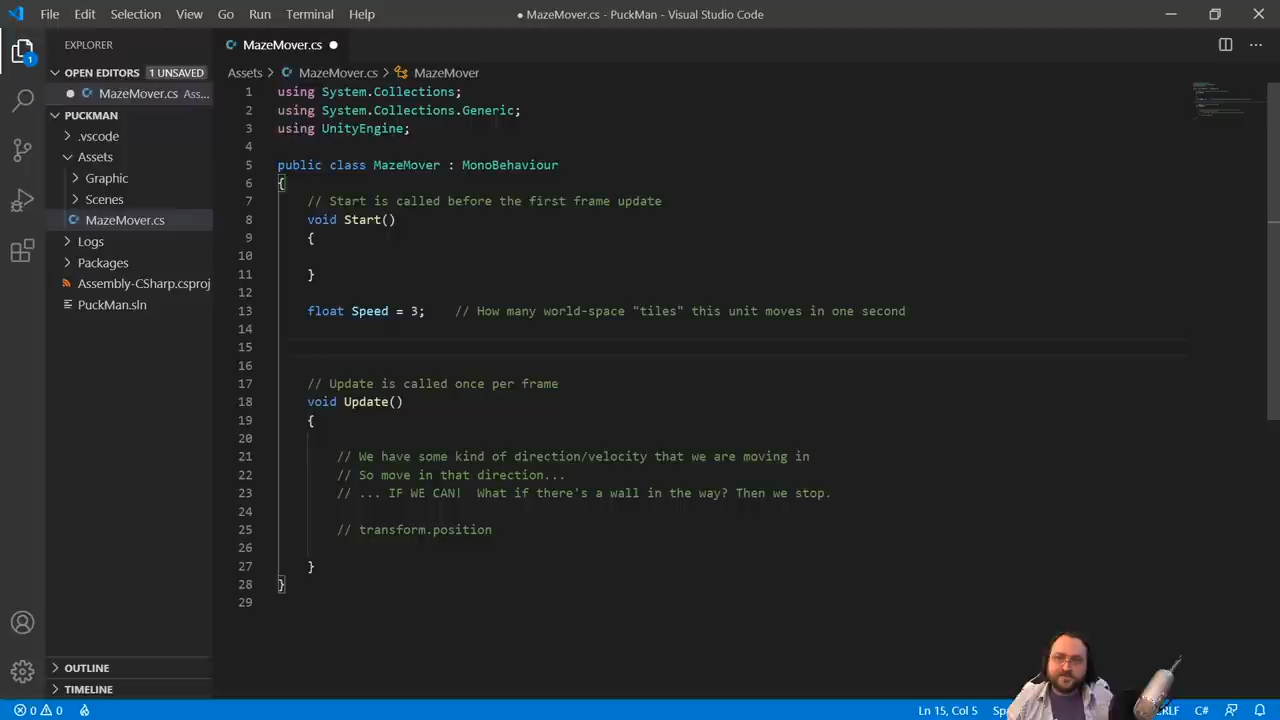 File Edit Selection View Go Run Terminal Help
● MazeMover.cs - PuckMan - Visual Studio Code
EXPLORER
OPEN EDITORS 1 UNSAVED
MazeMover.cs Ass...
PUCKMAN
.vscode
Assets
Graphic
Scenes
MazeMover.cs
Logs
Packages
Assembly-CSharp.csproj
PuckMan.sln
OUTLINE
TIMELINE
1
MazeMover.cs
Assets > MazeMover.cs > MazeMover
1 using System.Collections;
2 using System.Collections.Generic;
3 using UnityEngine;
4
5 public class MazeMover : MonoBehaviour
6 {
7 // Start is called before the first frame update
8 void Start()
9 {
10
11 }
12
13 float Speed = 3; // How many world-space "tiles" this unit moves in one second
14
15
16
17 // Update is called once per frame
18 void Update()
19 {
20
21 // We have some kind of direction/velocity that we are moving in
22 // So move in that direction...
23 // ... IF WE CAN! What if there's a wall in the way? Then we stop.
24
25 // transform.position
26
27 }
28 }
29
0 0
Ln 15, Col 5
C#